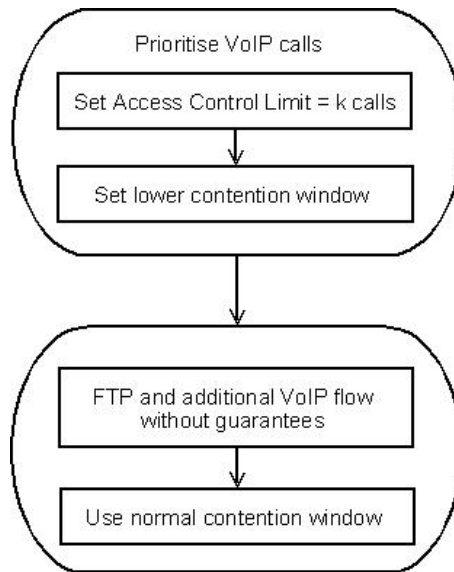 Prioritise VoIP calls
Set Access Control Limit = k calls
Set lower contention window
FTP and additional VoIP flow
without guarantees
Use normal contention window